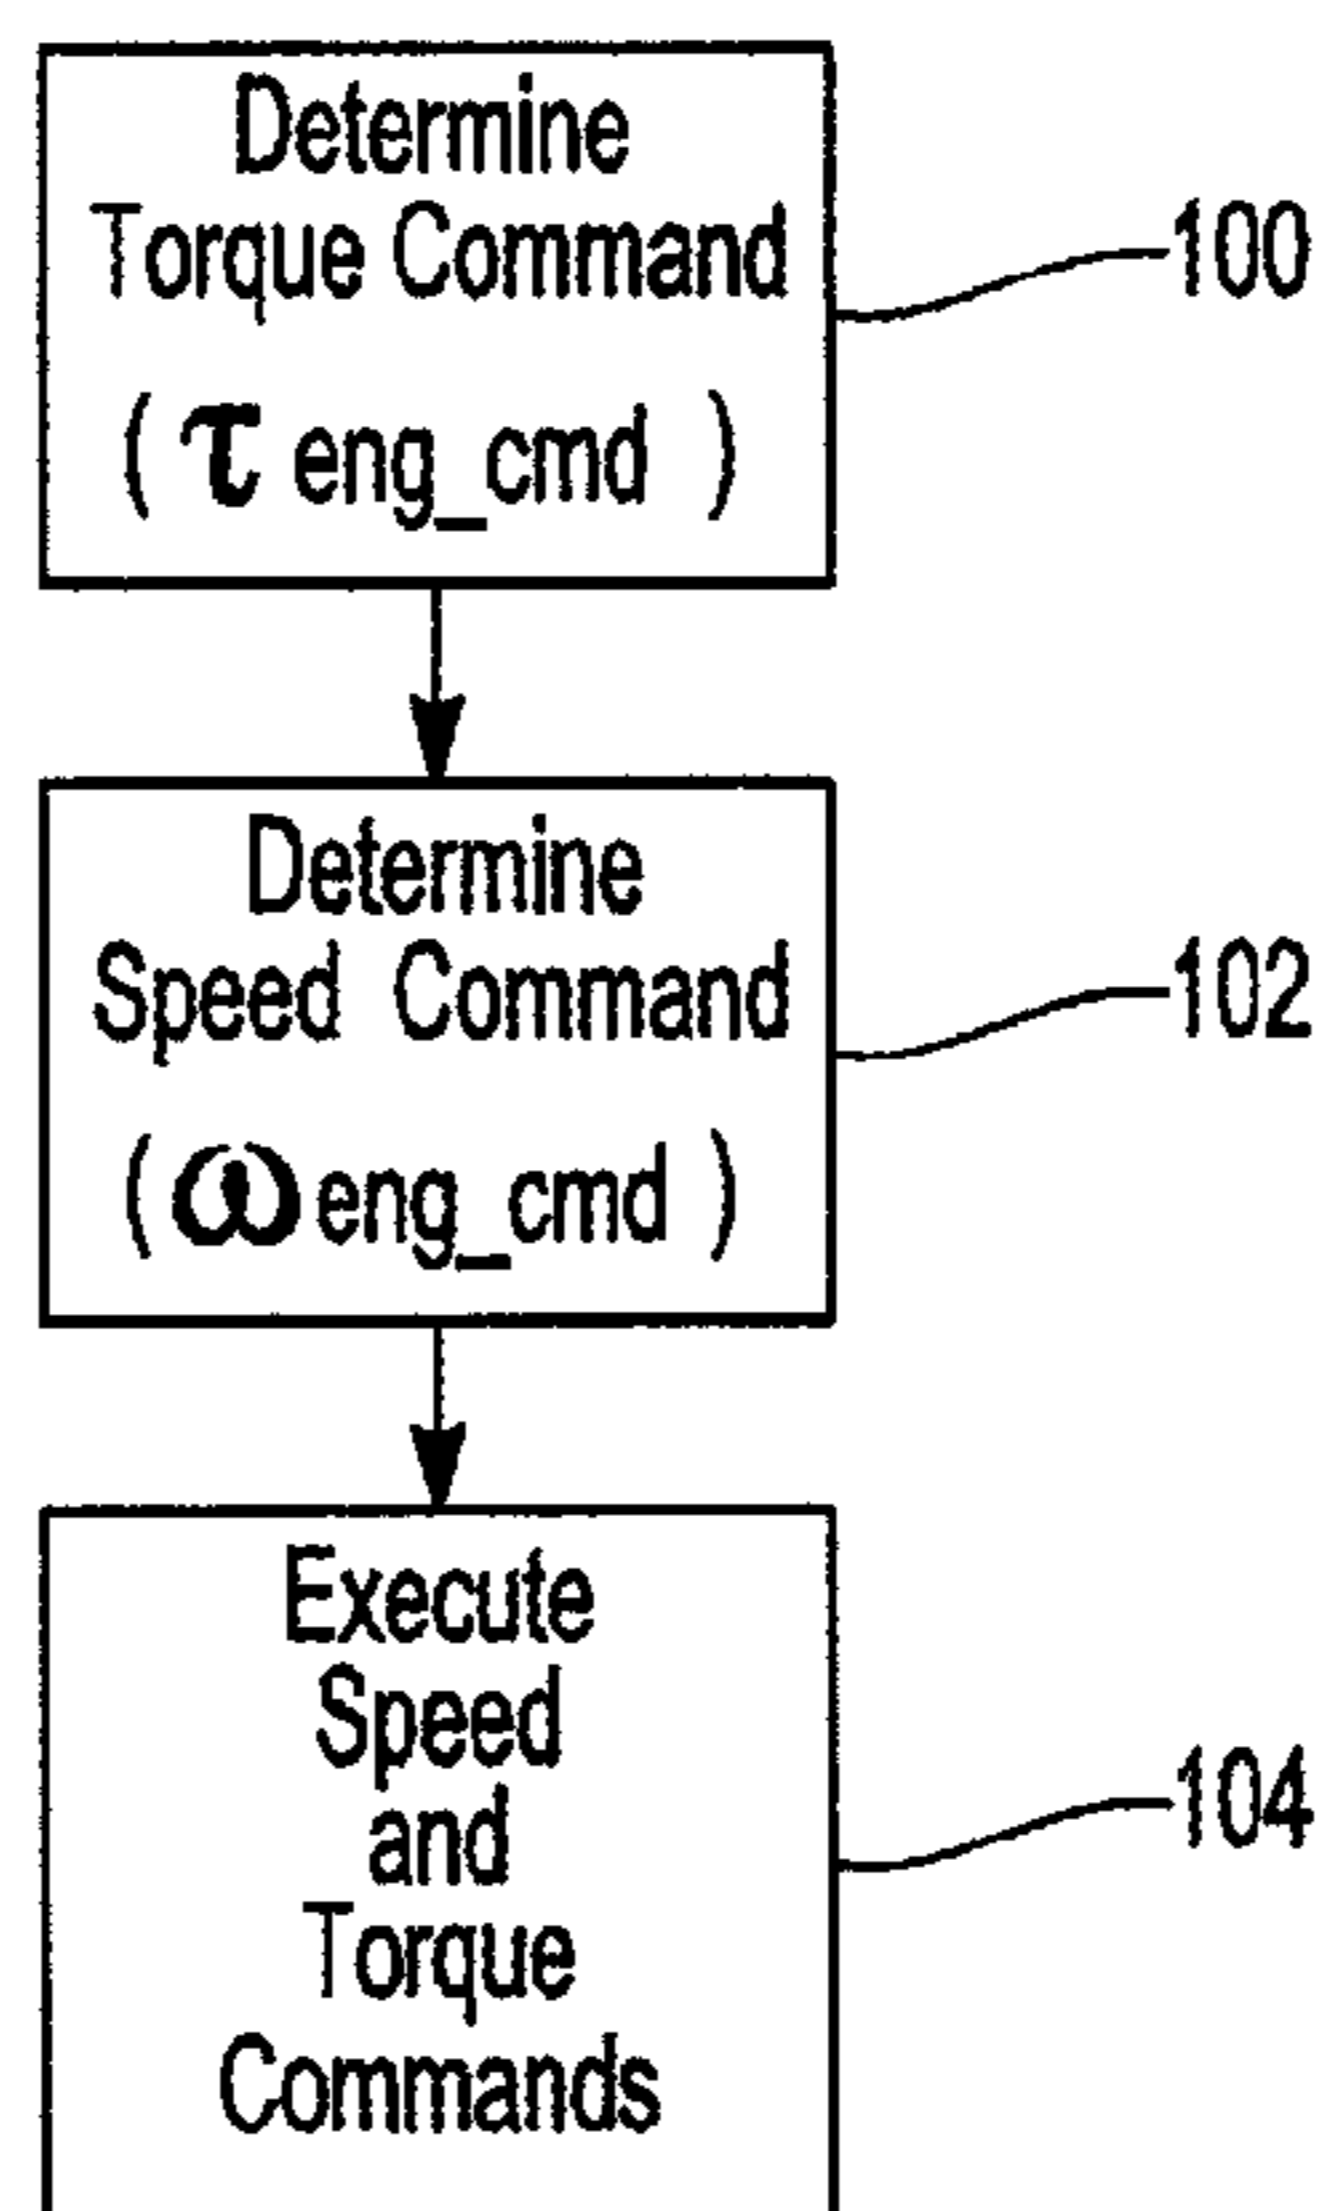 Determine
Torque Command
100
( τ eng_cmd )
Determine
Speed Command
102
( ω eng_cmd )
Execute
Speed
and
104
Torque
Commands